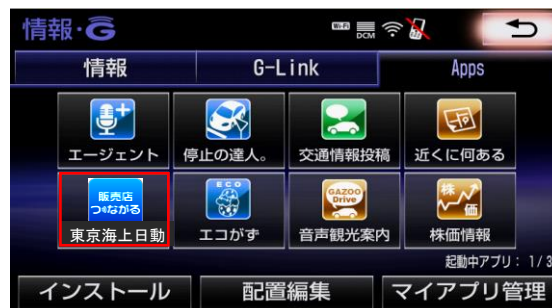 情報・G
Wi-Fi
DCM
情報
G-Link
Apps
エージェント
停止の達人。
交通情報投稿
近くに何ある
販売店
つながる
東京海上日動
ECO
エコがず
GAZOO
Drive
音声観光案内
株
価
株価情報
起動中アプリ: 1/3
インストール
配置編集
マイアプリ管理